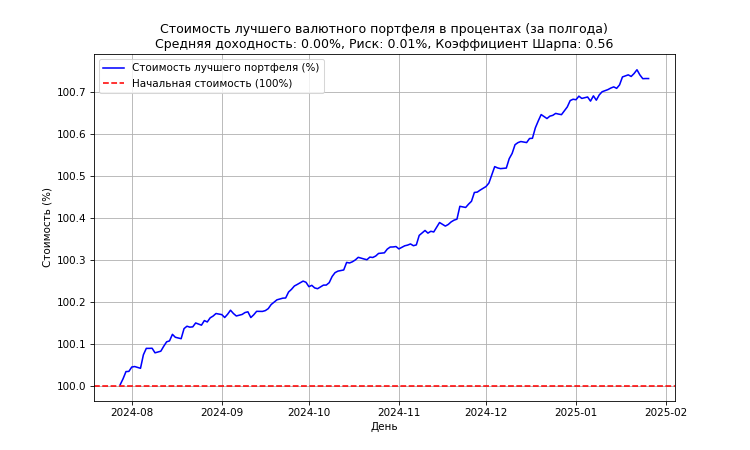 Стоимость лучшего валютного портфеля в процентах (за полгода)
Средняя доходность: 0.00%, Риск: 0.01%, Коэффициент Шарпа: 0.56
Стоимость лучшего портфеля (%)
Начальная стоимость (100%)
Стоимость (%)
100.7
100.6
100.5
100.4
100.3
100.2
100.1
100.0
2024-08 2024-09 2024-10 2024-11 2024-12 2025-01 2025-02
День